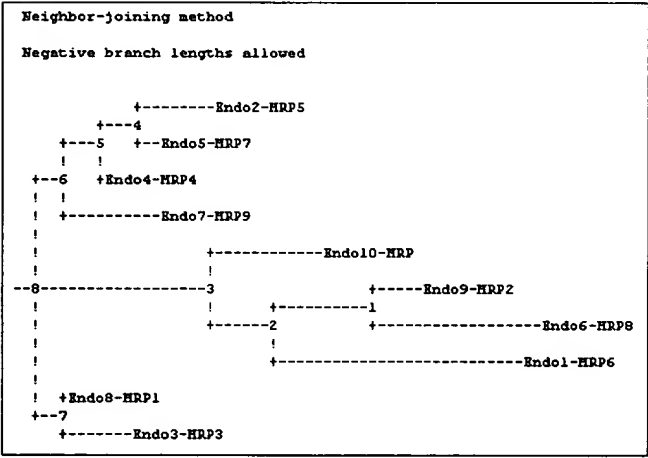 Neighbor-joining method
Negative branch lengths allowed
+---------Endo2-MRP5
+---4
+---5 +--Endo5-MRP7
! !
+--6 +Endo4-MRP4
! !
! +-----------Endo7-MRP9
!
! +------------Endo10-MRP
! !
--8------------------3 +-----Endo9-MRP2
! ! +----------1
! +------2 +------------------Endo6-MRP8
! !
! +---------------------------Endo1-MRP6
!
! +Endo8-MRP1
+--7
+-------Endo3-MRP3